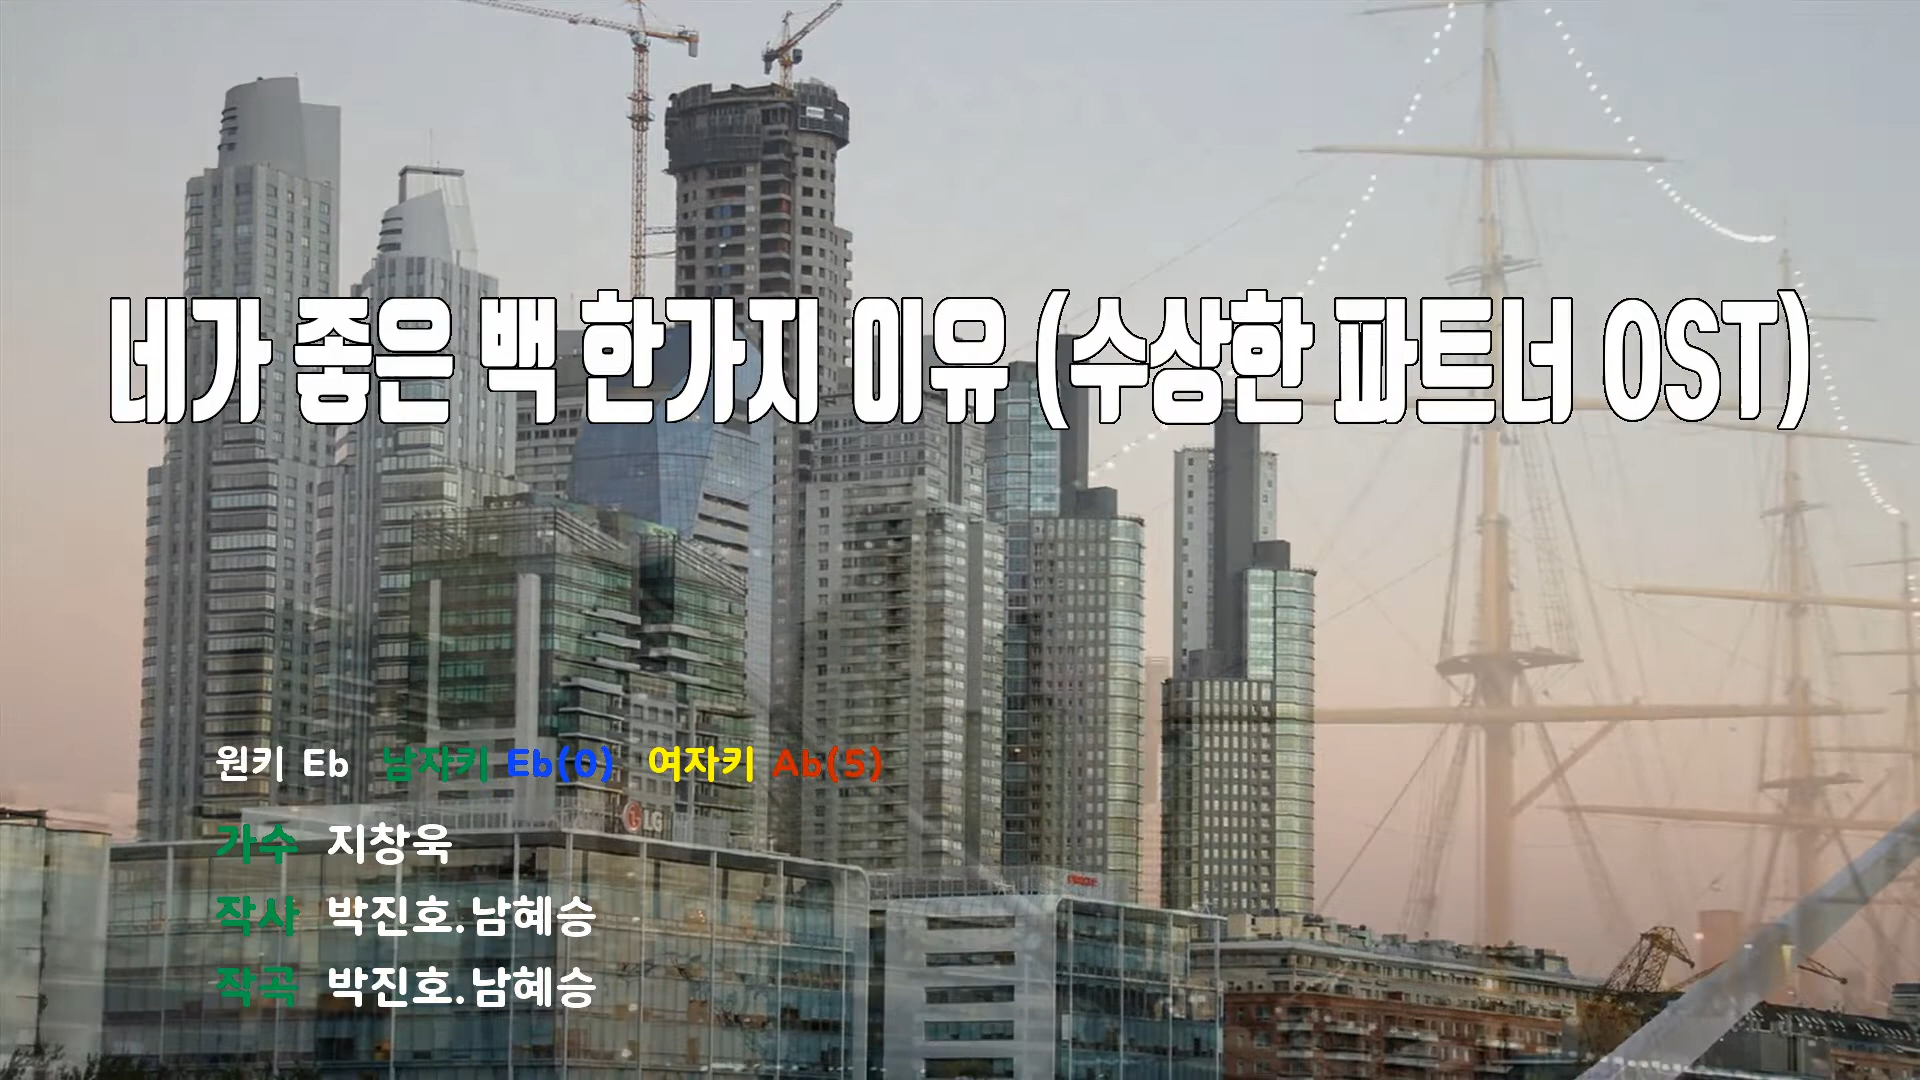 네가 좋은 백 한가지 이유 (수상한 파트너 OST)
원키 Eb 남자키 Eb(0) 여자키 Ab(5)
LG
가수 지창욱
작사 박진호.남혜승
작곡 박진호.남혜승